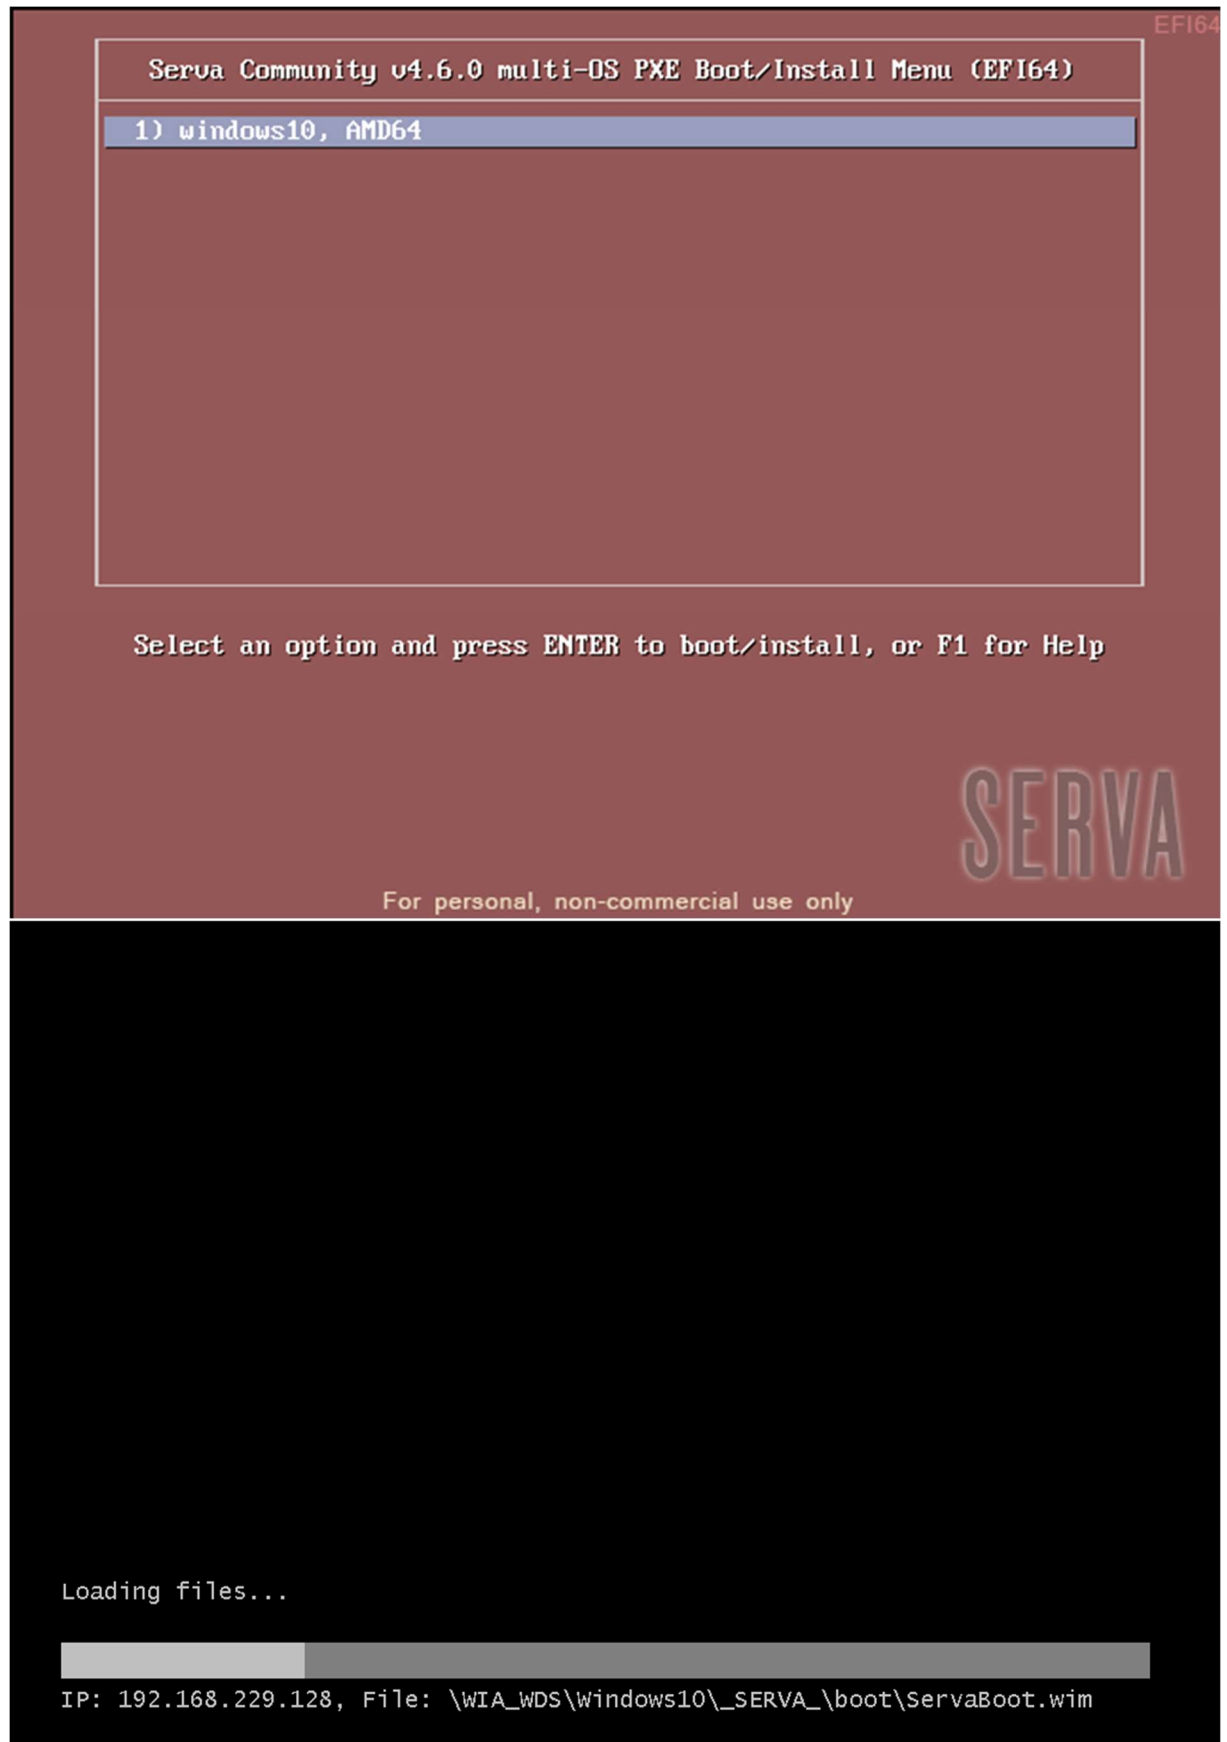 EFI64
Serva Community v4.6.0 multi-OS PXE Boot/Install Menu (EFI64)
1) windows10, AMD64
Select an option and press ENTER to boot/install, or F1 for Help
SERVA
For personal, non-commercial use only
Loading files...
IP: 192.168.229.128, File: \WIA_WDS\Windows10\_SERVA_\boot\ServaBoot.wim